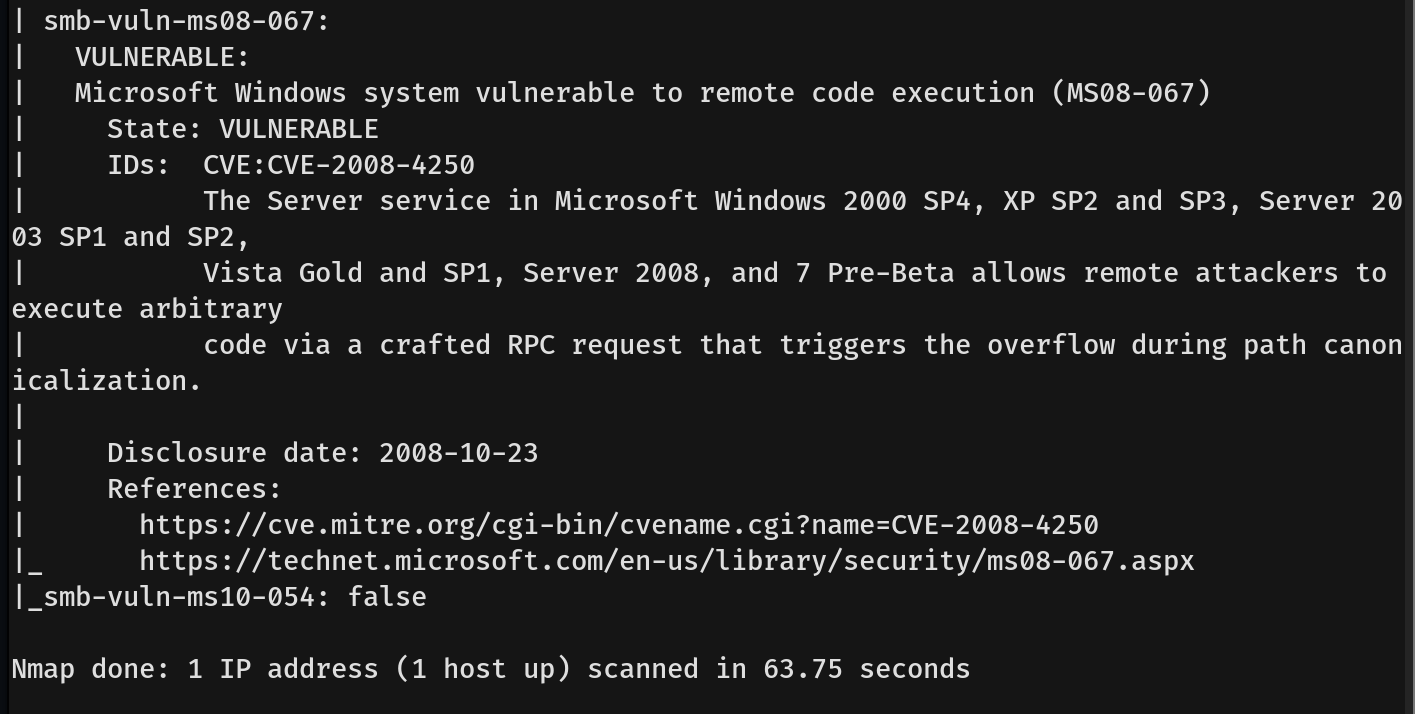 | smb-vuln-ms08-067:
|   VULNERABLE:
|   Microsoft Windows system vulnerable to remote code execution (MS08-067)
|     State: VULNERABLE
|     IDs:  CVE:CVE-2008-4250
|           The Server service in Microsoft Windows 2000 SP4, XP SP2 and SP3, Server 20
03 SP1 and SP2,
|           Vista Gold and SP1, Server 2008, and 7 Pre-Beta allows remote attackers to
execute arbitrary
|           code via a crafted RPC request that triggers the overflow during path canon
icalization.
|
|     Disclosure date: 2008-10-23
|     References:
|       https://cve.mitre.org/cgi-bin/cvename.cgi?name=CVE-2008-4250
|_      https://technet.microsoft.com/en-us/library/security/ms08-067.aspx
|_smb-vuln-ms10-054: false

Nmap done: 1 IP address (1 host up) scanned in 63.75 seconds